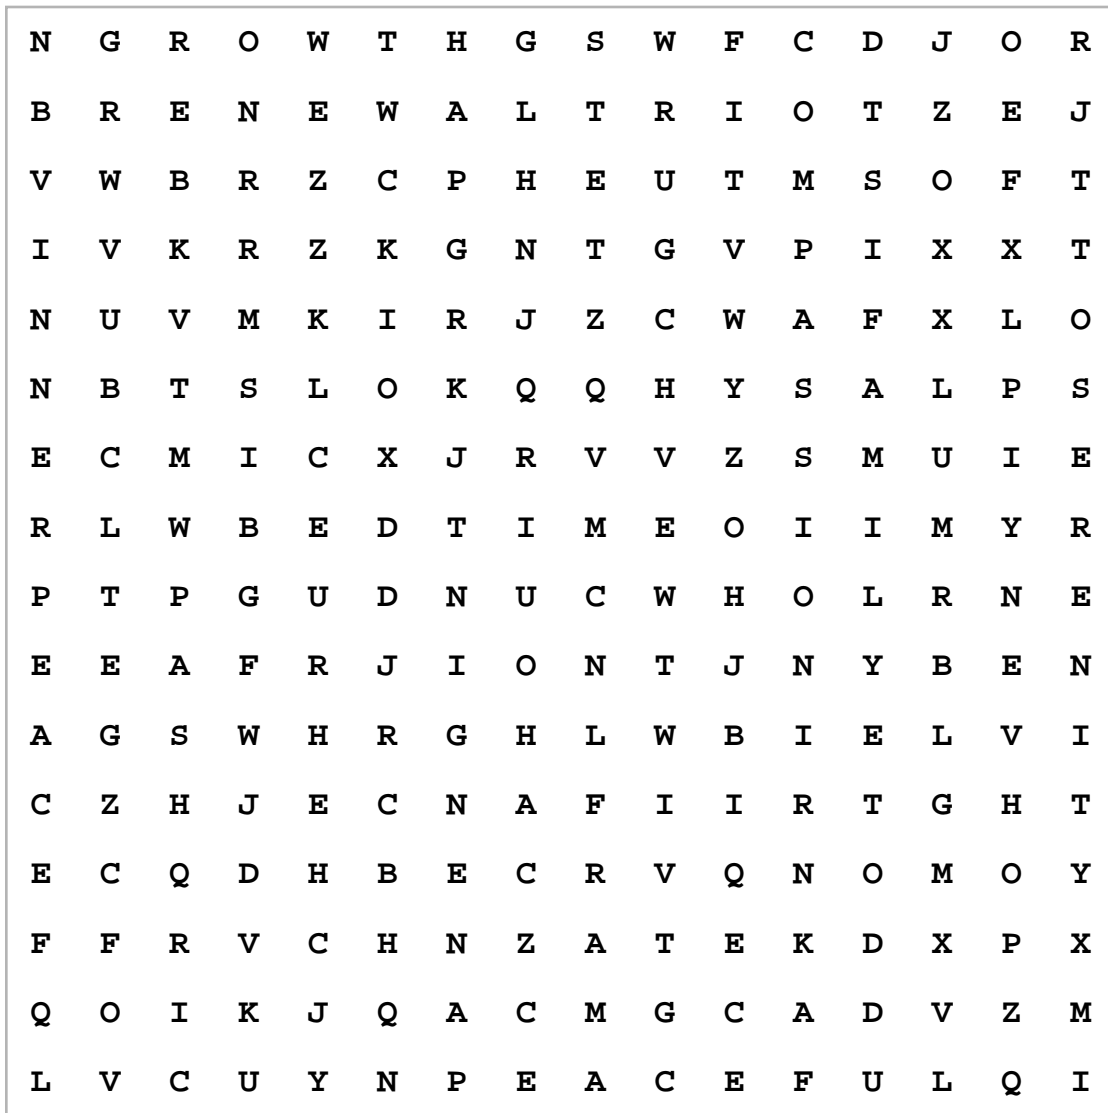 N G R O W T H G S W F C D J O R
B R E N E W A L T R I O T Z E J
V W B R Z C P H E U T M S O F T
I V K R Z K G N T G V P I X X T
N U V M K I R J Z C W A F X L O
N B T S L O K Q Q H Y S A L P S
E C M I C X J R V V Z S M U I E
R L W B E D T I M E O I I M Y R
P T P G U D N U C W H O L R N E
E E A F R J I O N T J N Y B E N
A G S W H R G H L W B I E L V I
C Z H J E C N A F I I R T G H T
E C Q D H B E C R V Q N O M O Y
F F R V C H N Z A T E K D X P X
Q O I K J Q A C M G C A D V Z M
L V C U Y N P E A C E F U L Q I